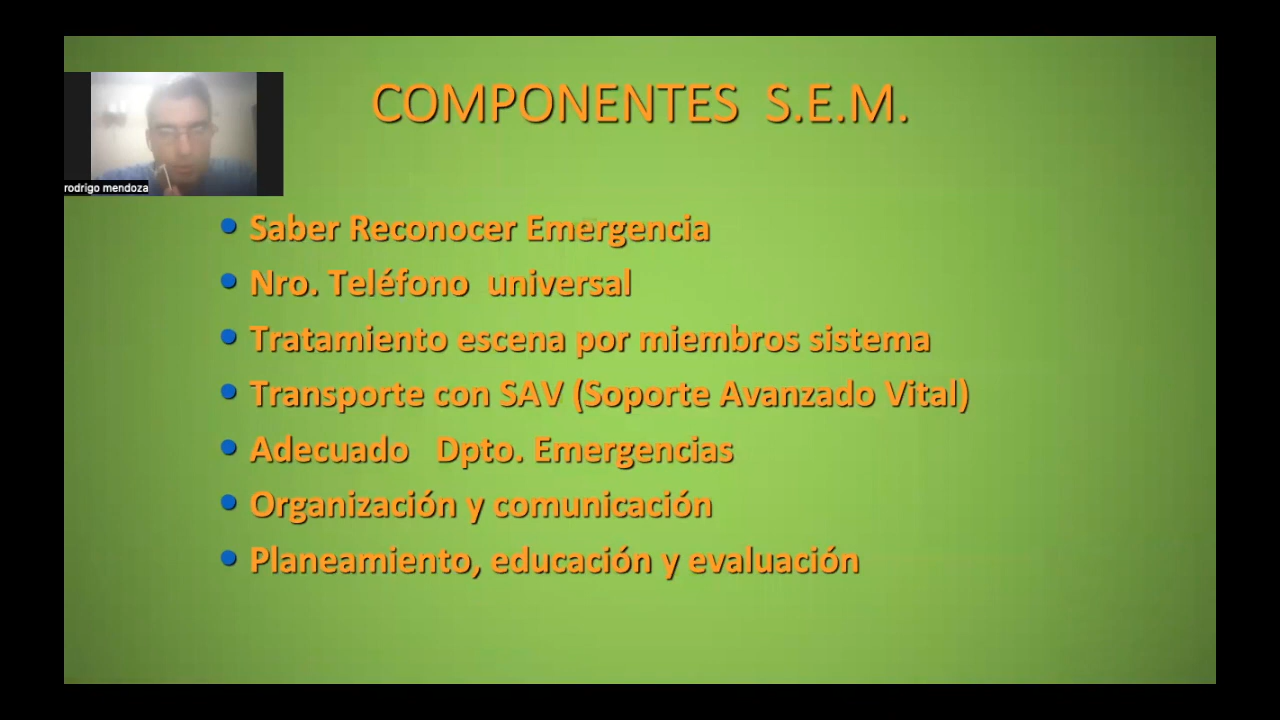 COMPONENTES S.E.M.
rodrigo mendoza
Saber Reconocer Emergencia
Nro. Teléfono universal
Tratamiento escena por miembros sistema
Transporte con SAV (Soporte Avanzado Vital)
Adecuado Dpto. Emergencias
Organización y comunicación
Planeamiento, educación y evaluación